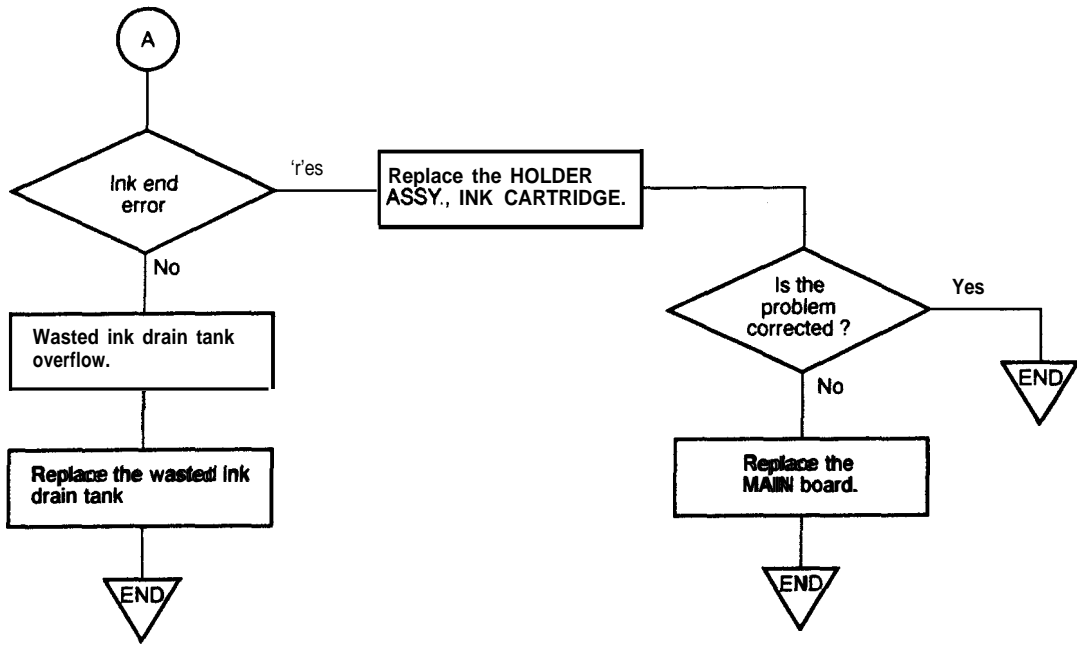 A
Ink end
error
'r'es
Replace the HOLDER
ASSY., INK CARTRIDGE.
No
Is the
problem
corrected ?
Yes
END
Wasted ink drain tank
overflow.
No
Replace the wasted ink
drain tank
Replace the
MAIN board.
END
END